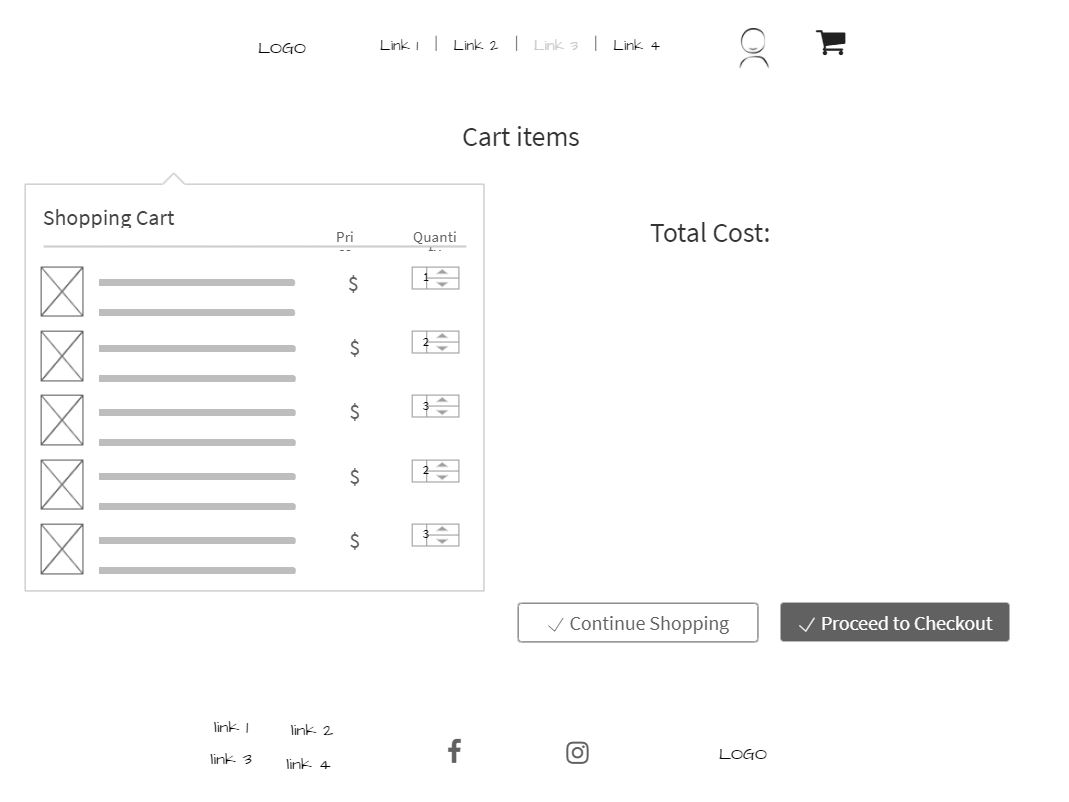 LOGO
Link 1 | Link 2 | Link 3 | Link 4
Cart items
Shopping Cart
Pri
Quanti
Total Cost:
$ 1
$ 2
$ 3
$ 2
$ 3
Continue Shopping
Proceed to Checkout
link 1 link 2
link 3 link 4
LOGO